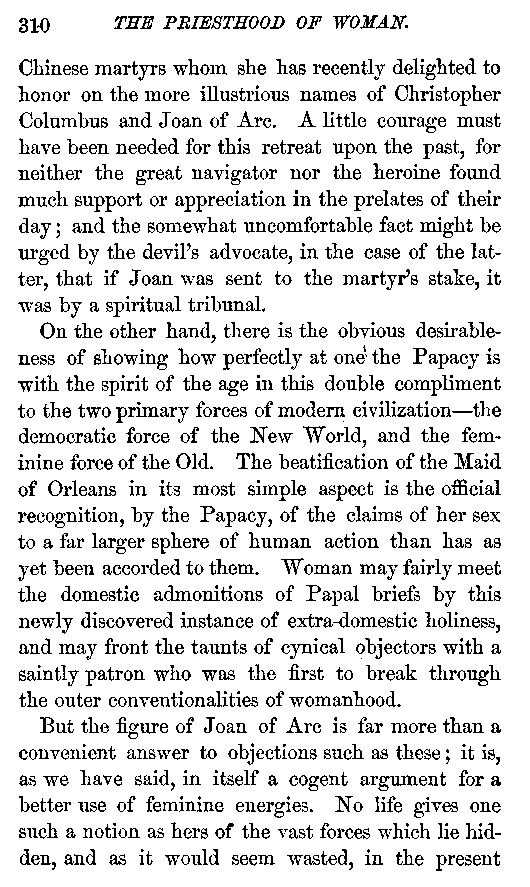 310 THE PRIESTHOOD OF WOMAN.
Chinese martyrs whom she has recently delighted to
honor on the more illustrious names of Christopher
Columbus and Joan of Arc. A little courage must
have been needed for this retreat upon the past, for
neither the great navigator nor the heroine found
much support or appreciation in the prelates of their
day; and the somewhat uncomfortable fact might be
urged by the devil's advocate, in the case of the lat-
ter, that if Joan was sent to the martyr's stake, it
was by a spiritual tribunal.
On the other hand, there is the obvious desirable-
ness of showing how perfectly at one the Papacy is
with the spirit of the age in this double compliment
to the two primary forces of modern civilization—the
democratic force of the New World, and the fem-
inine force of the Old. The beatification of the Maid
of Orleans in its most simple aspect is the official
recognition, by the Papacy, of the claims of her sex
to a far larger sphere of human action than has as
yet been accorded to them. Woman may fairly meet
the domestic admonitions of Papal briefs by this
newly discovered instance of extra-domestic holiness,
and may front the taunts of cynical objectors with a
saintly patron who was the first to break through
the outer conventionalities of womanhood.
But the figure of Joan of Arc is far more than a
convenient answer to objections such as these; it is,
as we have said, in itself a cogent argument for a
better use of feminine energies. No life gives one
such a notion as hers of the vast forces which lie hid-
den, and as it would seem wasted, in the present